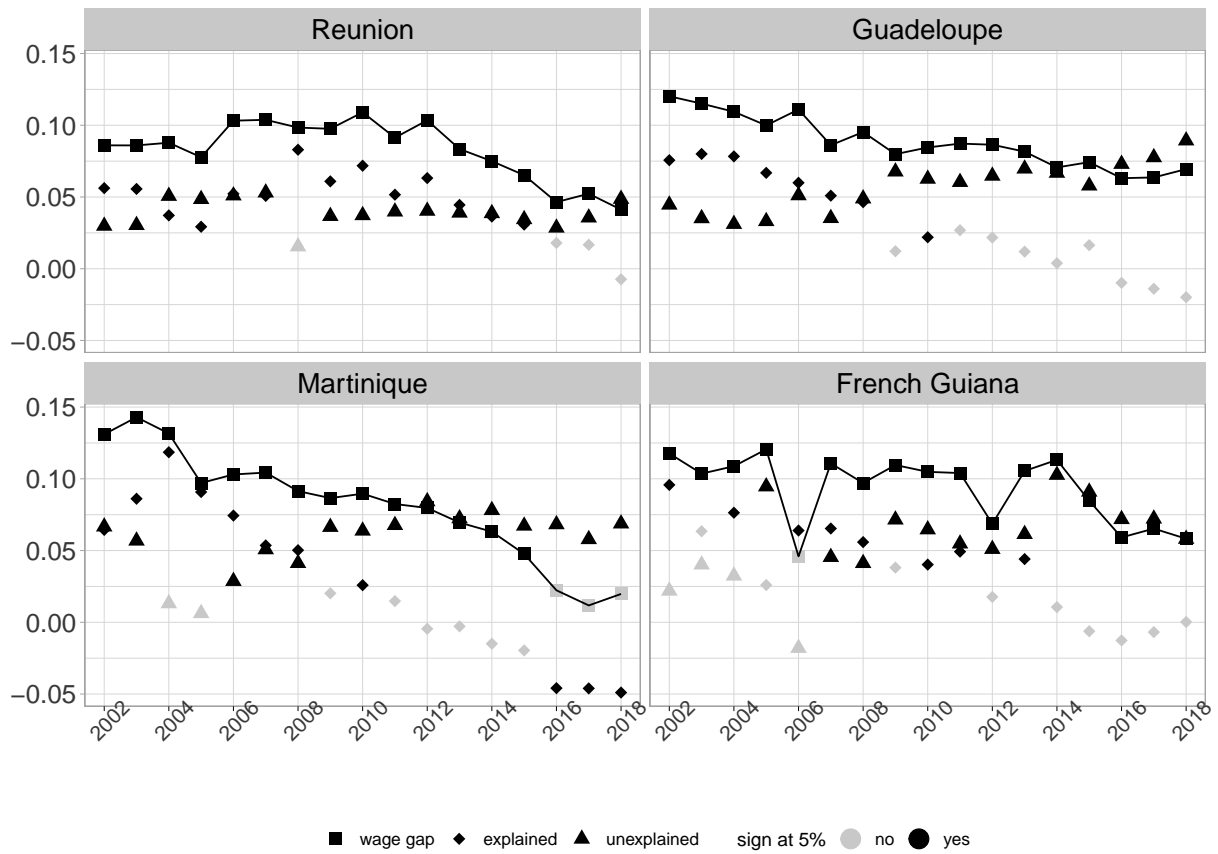 Reunion Guadeloupe
0.15
0.10
0.05
0.00
−0.05
Martinique French Guiana
0.15
0.10
0.05
0.00
−0.05
2002 2004 2006 2008 2010 2012 2014 2016 2018 2002 2004 2006 2008 2010 2012 2014 2016 2018
wage gap explained unexplained sign at 5% no yes